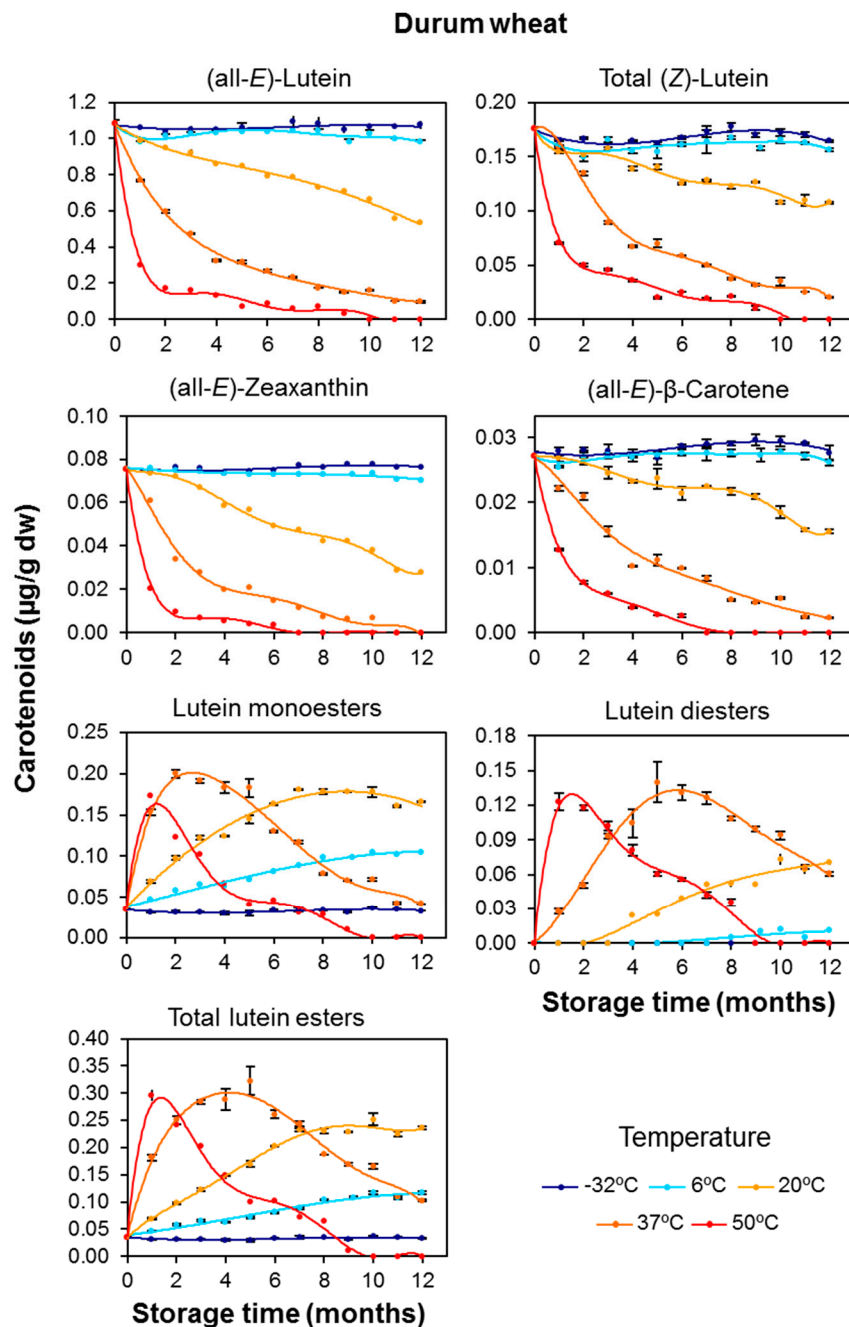 Durum wheat
(all-E)-Lutein
Total (Z)-Lutein
1.2
1.0
0.8
0.6
0.4
0.2
0.0
0 2 4 6 8 10 12
0.20
0.15
0.10
0.05
0.00
0 2 4 6 8 10 12
(all-E)-Zeaxanthin
(all-E)-β-Carotene
0.10
0.08
0.06
0.04
0.02
0.00
0 2 4 6 8 10 12
0.03
0.02
0.01
0.00
0 2 4 6 8 10 12
Carotenoids (µg/g dw)
Lutein monoesters
Lutein diesters
0.25
0.20
0.15
0.10
0.05
0.00
0 2 4 6 8 10 12
0.18
0.15
0.12
0.09
0.06
0.03
0.00
0 2 4 6 8 10 12
Storage time (months)
Total lutein esters
0.40
0.35
0.30
0.25
0.20
0.15
0.10
0.05
0.00
0 2 4 6 8 10 12
Storage time (months)
Temperature
-32ºC 6ºC 20ºC
37ºC 50ºC